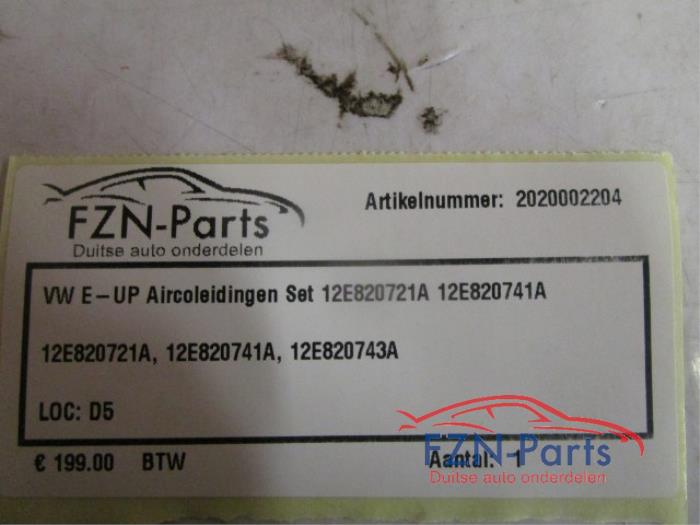 FZN-Parts
Duitse auto onderdelen
Artikelnummer: 2020002204
VW E-UP Aircoleidingen Set 12E820721A 12E820741A
12E820721A, 12E820741A, 12E820743A
LOC: D5
€ 199.00 BTW
Aantal: 1
FZN-Parts
Duitse auto onderdelen